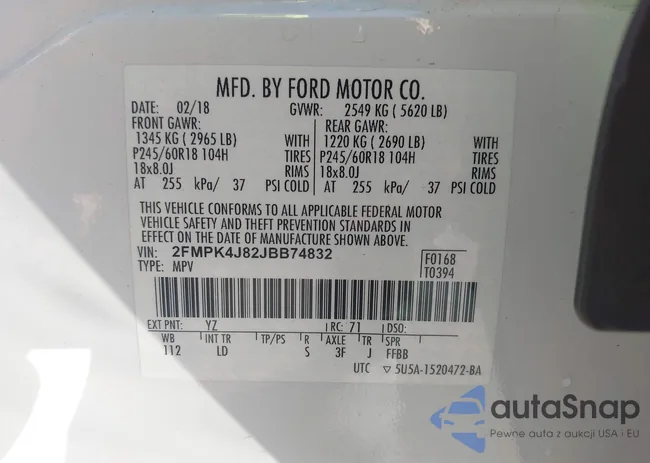 MFD. BY FORD MOTOR CO.
DATE: 02/18 GVWR: 2549 KG ( 5620 LB)
FRONT GAWR: REAR GAWR:
1345 KG ( 2965 LB) WITH 1220 KG ( 2690 LB) WITH
P245/60R18 104H TIRES P245/60R18 104H TIRES
18x8.0J RIMS 18x8.0J RIMS
AT 255 kPa/ 37 PSI COLD AT 255 kPa/ 37 PSI COLD
THIS VEHICLE CONFORMS TO ALL APPLICABLE FEDERAL MOTOR
VEHICLE SAFETY AND THEFT PREVENTION STANDARDS IN
EFFECT ON THE DATE OF MANUFACTURE SHOWN ABOVE.
VIN: 2FMPK4J82JBB74832 F0168
TYPE: MPV T0394
EXT PNT: YZ RC: 71 DSO:
WB INT TR TP/PS R AXLE TR SPR
112 LD S 3F J FFBB
UTC ▽ 5U5A-1520472-BA
autaSnap
Pewne auta z aukcji USA i EU